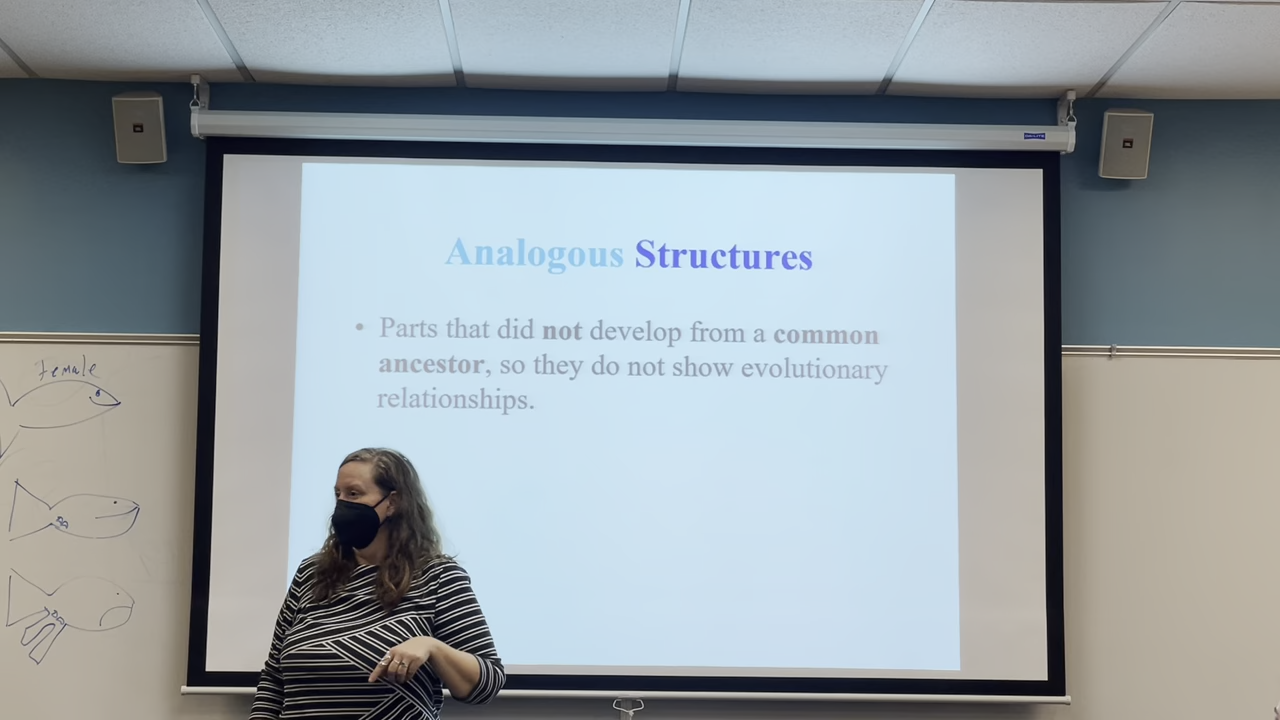 Analogous Structures
• Parts that did not develop from a common
ancestor, so they do not show evolutionary
relationships.
Female